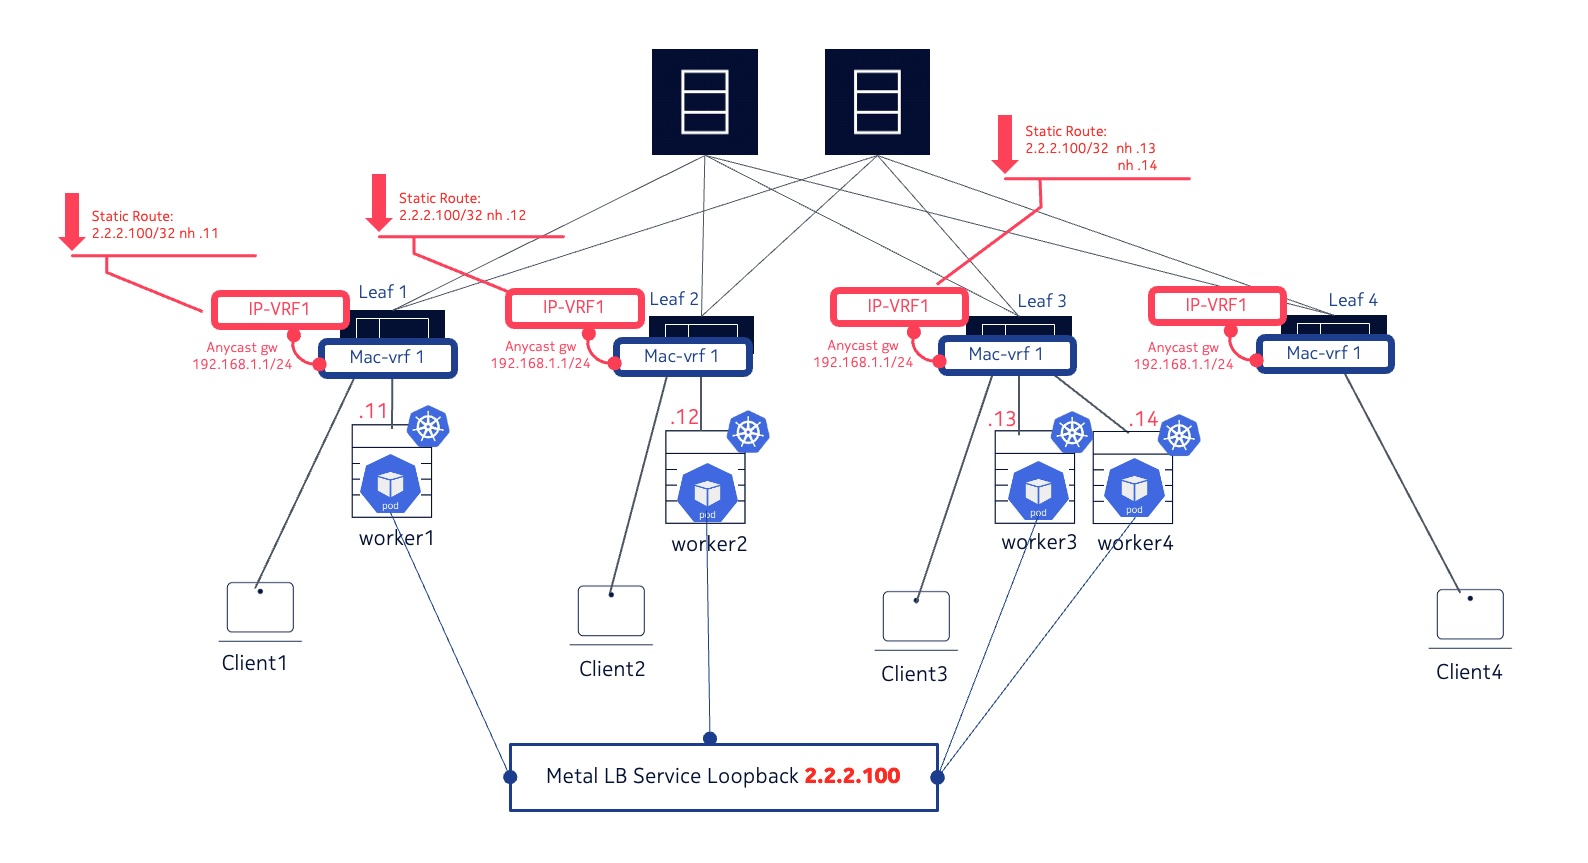 Static Route:
2.2.2.100/32 nh .13
nh .14
Static Route:
2.2.2.100/32 nh .12
Static Route:
2.2.2.100/32 nh .11
IP-VRF1
Leaf 1
IP-VRF1
Leaf 2
IP-VRF1
Leaf 3
IP-VRF1
Leaf 4
Anycast gw
192.168.1.1/24
Mac-vrf 1
Anycast gw
192.168.1.1/24
Mac-vrf 1
Anycast gw
192.168.1.1/24
Mac-vrf 1
Anycast gw
192.168.1.1/24
Mac-vrf 1
.11
.12
.13
.14
pod
pod
pod
pod
worker1
worker2
worker3
worker4
Client1
Client2
Client3
Client4
Metal LB Service Loopback 2.2.2.100